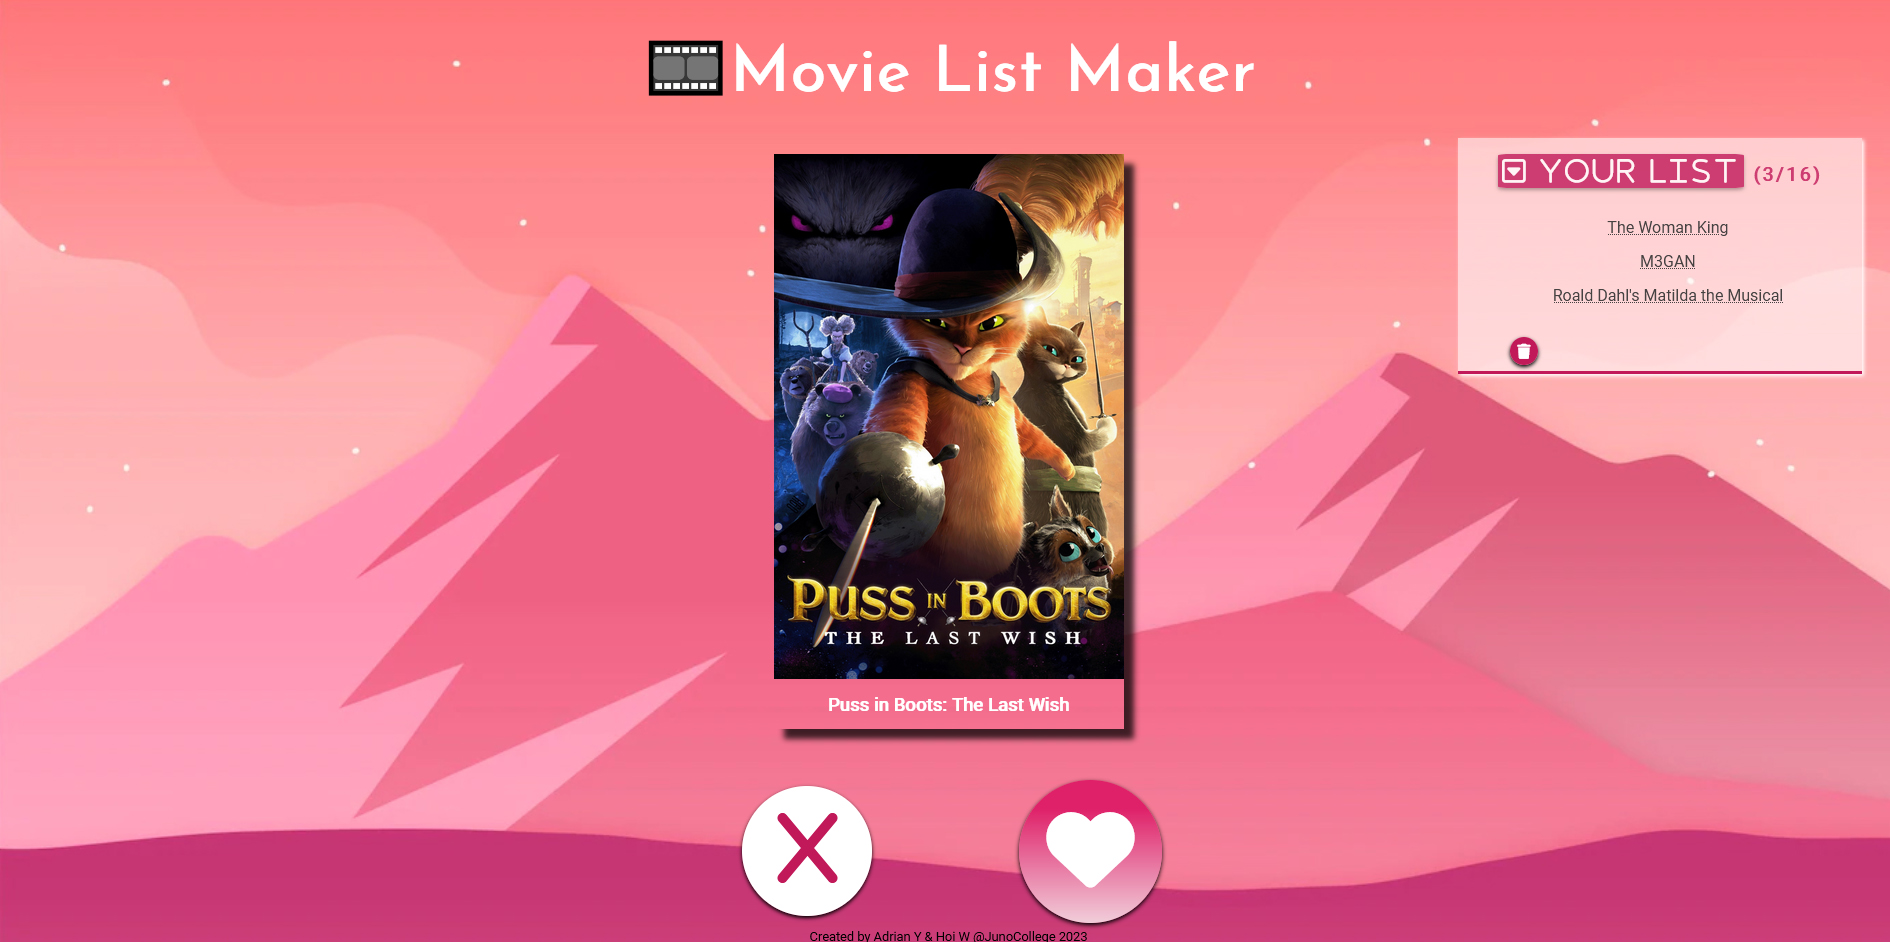 Movie List Maker
YOUR LIST (3/16)
The Woman King
M3GAN
Roald Dahl's Matilda the Musical
PUSS IN BOOTS
THE LAST WISH
Puss in Boots: The Last Wish
X
Created by Adrian Y & Hoi W @JunoCollege 2023